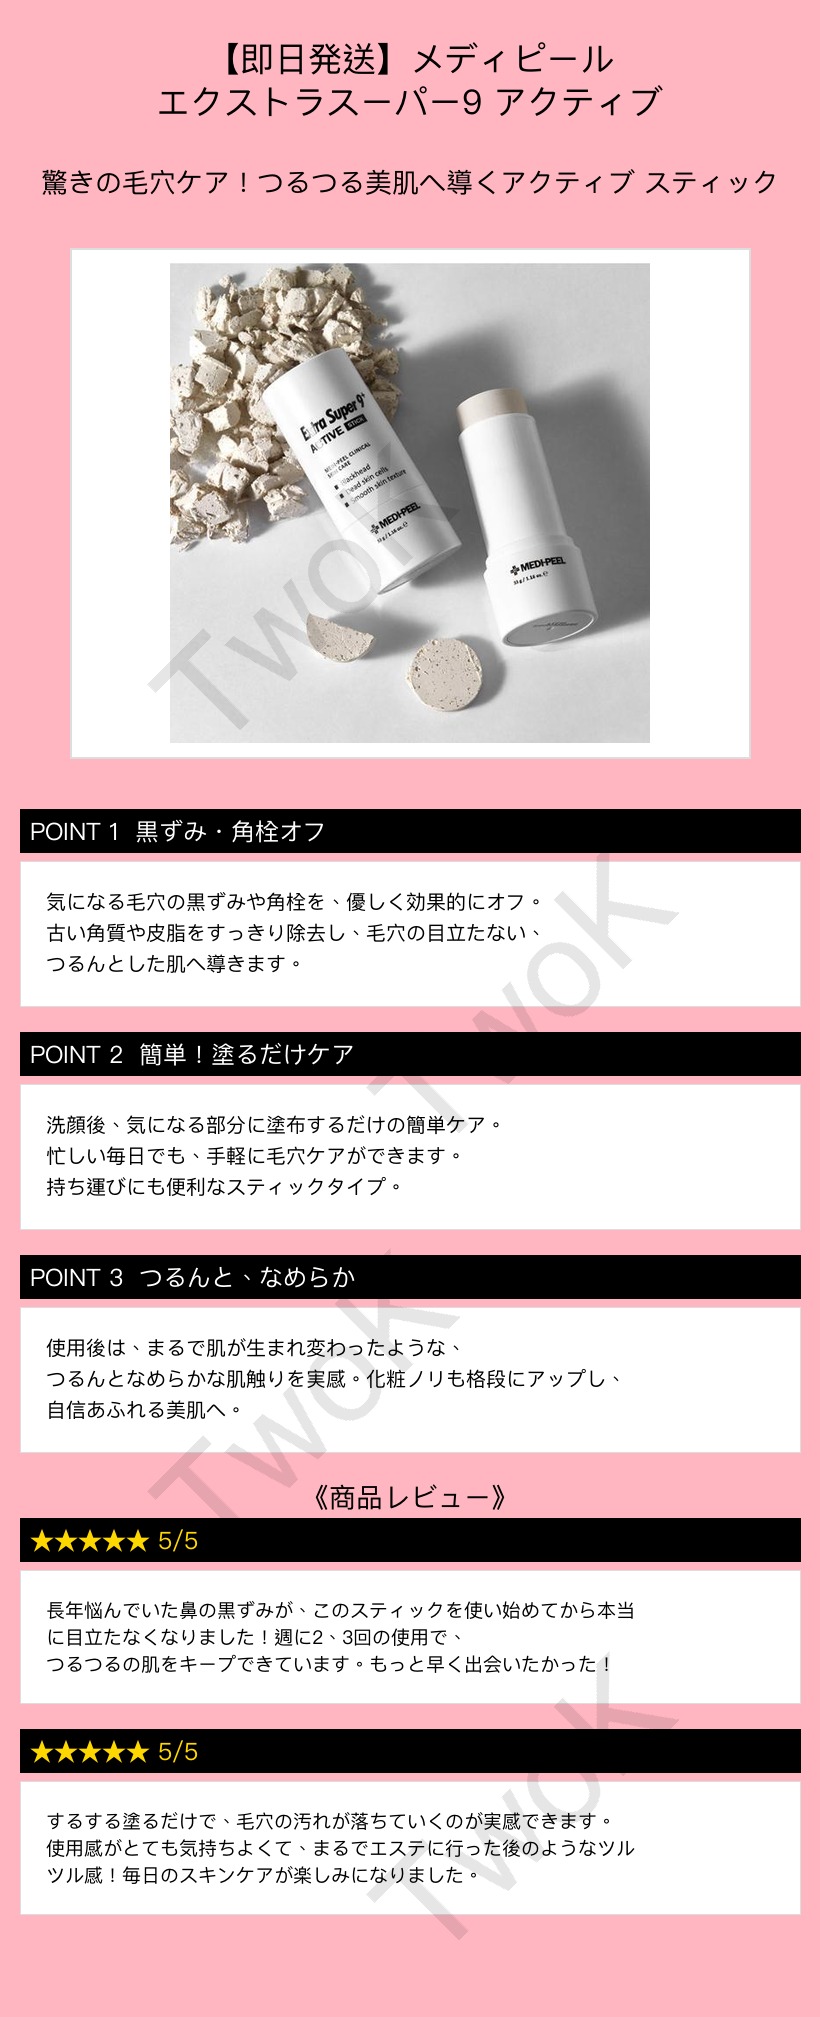 【即日発送】メディピール
エクストラスーパー9 アクティブ
驚きの毛穴ケア！つるつる美肌へ導くアクティブ スティック
Extra Super 9+
ACTIVE STICK
MEDI-PEEL CLINICAL
SKIN CARE
Blackhead
Dead skin cells
Smooth skin texture
MEDI-PEEL
33 g / 1.16 oz. ℮
MEDI-PEEL
33 g / 1.16 oz. ℮
TwoK
POINT 1 黒ずみ・角栓オフ
気になる毛穴の黒ずみや角栓を、優しく効果的にオフ。
古い角質や皮脂をすっきり除去し、毛穴の目立たない、
つるんとした肌へ導きます。
TwoK
POINT 2 簡単！塗るだけケア
洗顔後、気になる部分に塗布するだけの簡単ケア。
忙しい毎日でも、手軽に毛穴ケアができます。
持ち運びにも便利なスティックタイプ。
POINT 3 つるんと、なめらか
使用後は、まるで肌が生まれ変わったような、
つるんとなめらかな肌触りを実感。化粧ノリも格段にアップし、
自信あふれる美肌へ。
TwoK
《商品レビュー》
★★★★★ 5/5
長年悩んでいた鼻の黒ずみが、このスティックを使い始めてから本当
に目立たなくなりました！週に2、3回の使用で、
つるつるの肌をキープできています。もっと早く出会いたかった！
★★★★★ 5/5
するする塗るだけで、毛穴の汚れが落ちていくのが実感できます。
使用感がとても気持ちよくて、まるでエステに行った後のようなツル
ツル感！毎日のスキンケアが楽しみになりました。
TwoK